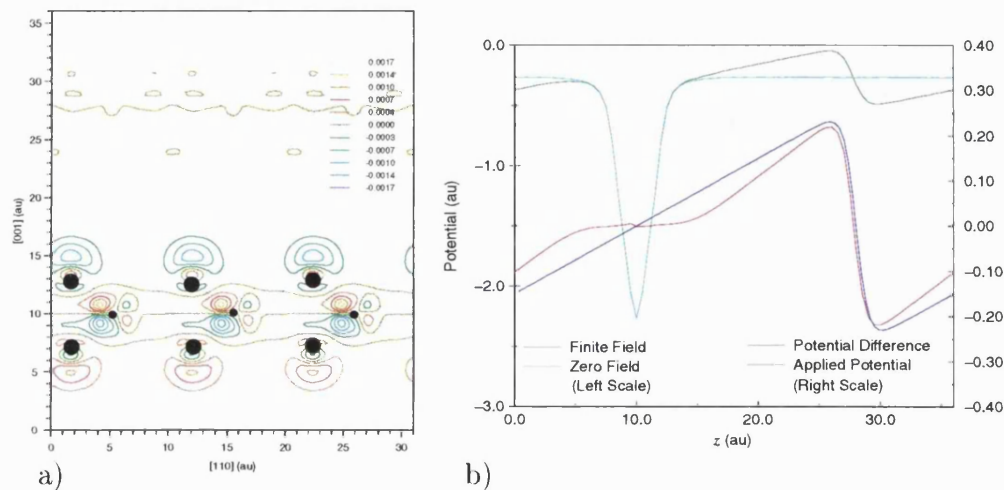 35
30
25
20
15
10
5
0
[001] (au)
0 5 10 15 20 25 30
[110] (au)
0.0017
0.0014
0.0010
0.0007
0.0004
0.0000
-0.0003
-0.0007
-0.0010
-0.0014
-0.0017
a)
0.0
-1.0
-2.0
-3.0
Potential (au)
0.40
0.30
0.20
0.10
0.00
-0.10
-0.20
-0.30
-0.40
Finite Field
Zero Field
(Left Scale)
Potential Difference
Applied Potential
(Right Scale)
0.0 10.0 20.0 30.0
z (au)
b)